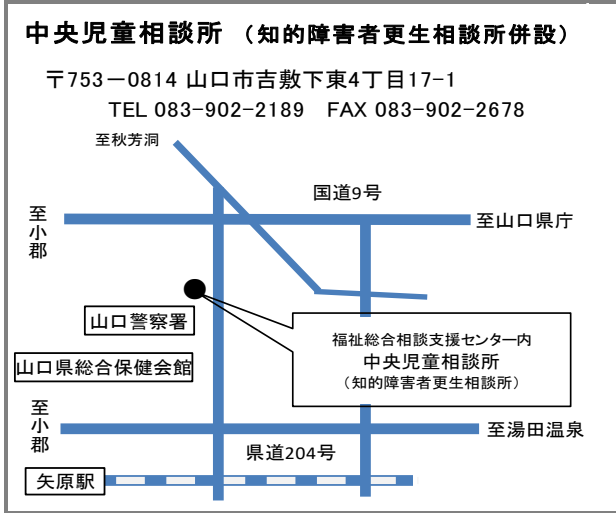 中央児童相談所 (知的障害者更生相談所併設)
〒753-0814 山口市吉敷下東4丁目17-1
TEL 083-902-2189 FAX 083-902-2678
至秋芳洞
国道9号
至小郡
至山口県庁
山口警察署
福祉総合相談支援センター内
中央児童相談所
(知的障害者更生相談所)
山口県総合保健会館
至小郡
至湯田温泉
県道204号
矢原駅